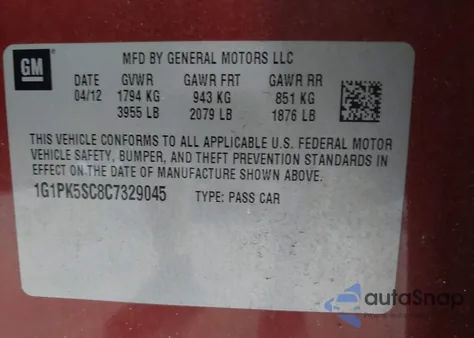 GM
MFD BY GENERAL MOTORS LLC
DATE GVWR GAWR FRT GAWR RR
04/12 1794 KG 943 KG 851 KG
3955 LB 2079 LB 1876 LB
THIS VEHICLE CONFORMS TO ALL APPLICABLE U.S. FEDERAL MOTOR
VEHICLE SAFETY, BUMPER, AND THEFT PREVENTION STANDARDS IN
EFFECT ON THE DATE OF MANUFACTURE SHOWN ABOVE.
1G1PK5SC8C7329045 TYPE: PASS CAR
autoSnap